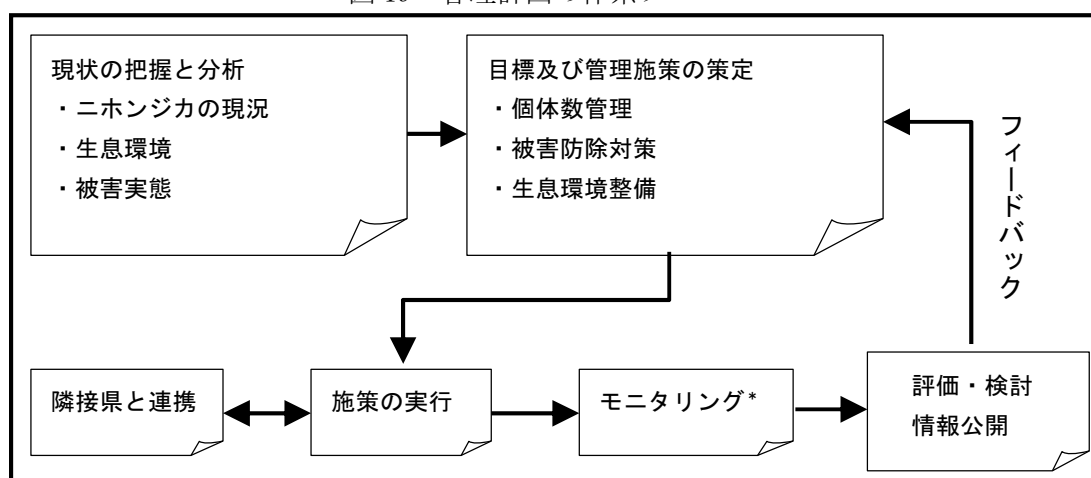 現状の把握と分析
・ニホンジカの現況
・生息環境
・被害実態
目標及び管理施策の策定
・個体数管理
・被害防除対策
・生息環境整備
フィードバック
隣接県と連携
施策の実行
モニタリング*
評価・検討
情報公開